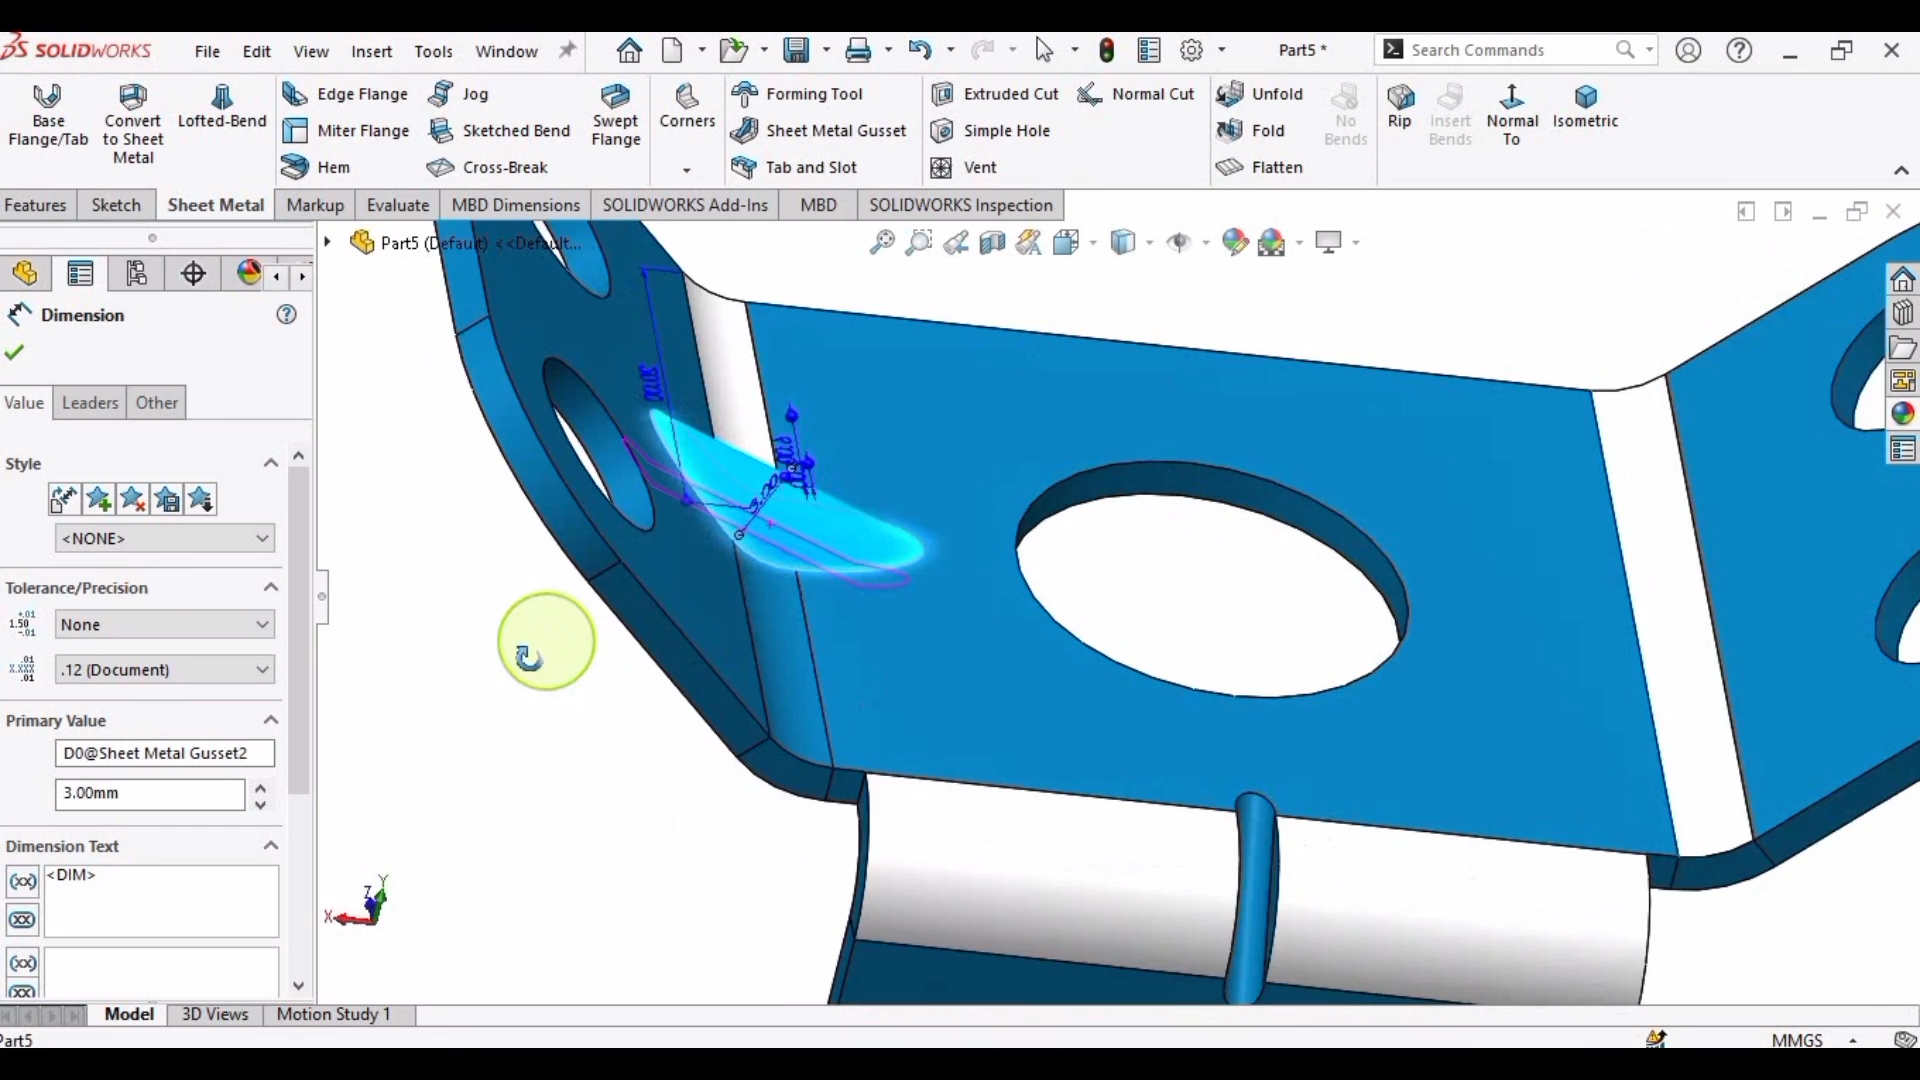 SOLIDWORKS File Edit View Insert Tools Window Part5 * Search Commands
Base Flange/Tab
Convert to Sheet Metal
Lofted-Bend
Edge Flange
Miter Flange
Hem
Jog
Sketched Bend
Cross-Break
Swept Flange
Corners
Forming Tool
Sheet Metal Gusset
Tab and Slot
Extruded Cut
Simple Hole
Vent
Normal Cut
Unfold
Fold
Flatten
No Bends
Rip
Insert Bends
Normal To
Isometric
Features Sketch Sheet Metal Markup Evaluate MBD Dimensions SOLIDWORKS Add-Ins MBD SOLIDWORKS Inspection
Part5 (Default) <<Default...
Dimension
Value Leaders Other
Style
<NONE>
Tolerance/Precision
None
.12 (Document)
Primary Value
D0@Sheet Metal Gusset2
3.00mm
Dimension Text
<DIM>
30.00
X Y Z
Model 3D Views Motion Study 1
Part5 MMGS